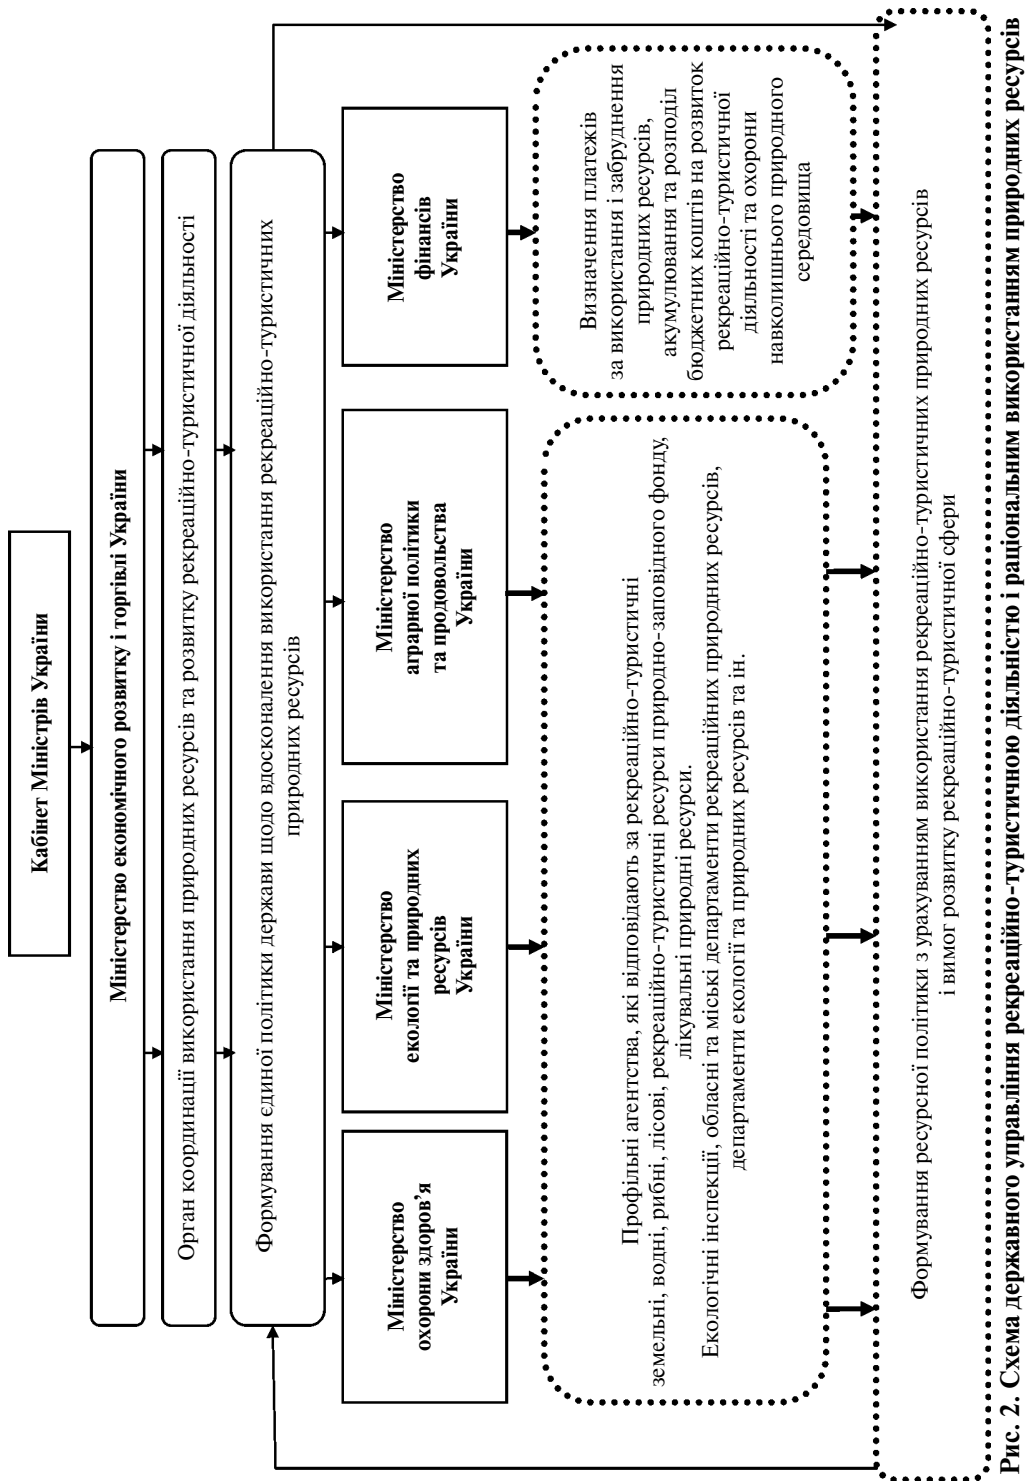 Кабінет Міністрів України
Міністерство економічного розвитку і торгівлі України
Орган координації використання природних ресурсів та розвитку рекреаційно-туристичної діяльності
Формування єдиної політики держави щодо вдосконалення використання рекреаційно-туристичних
природних ресурсів
Міністерство
охорони здоров’я
України
Міністерство
екології та природних
ресурсів
України
Міністерство
аграрної політики
та продовольства
України
Міністерство
фінансів
України
Профільні агентства, які відповідають за рекреаційно-туристичні
земельні, водні, рибні, лісові, рекреаційно-туристичні ресурси природно-заповідного фонду,
лікувальні природні ресурси.
Екологічні інспекції, обласні та міські департаменти рекреаційних природних ресурсів,
департаменти екології та природних ресурсів та ін.
Визначення платежів
за використання і забруднення
природних ресурсів,
акумулювання та розподіл
бюджетних коштів на розвиток
рекреаційно-туристичної
діяльності та охорони
навколишнього природного
середовища
Формування ресурсної політики з урахуванням використання рекреаційно-туристичних природних ресурсів
і вимог розвитку рекреаційно-туристичної сфери
Рис. 2. Схема державного управління рекреаційно-туристичною діяльністю і раціональним використанням природних ресурсів